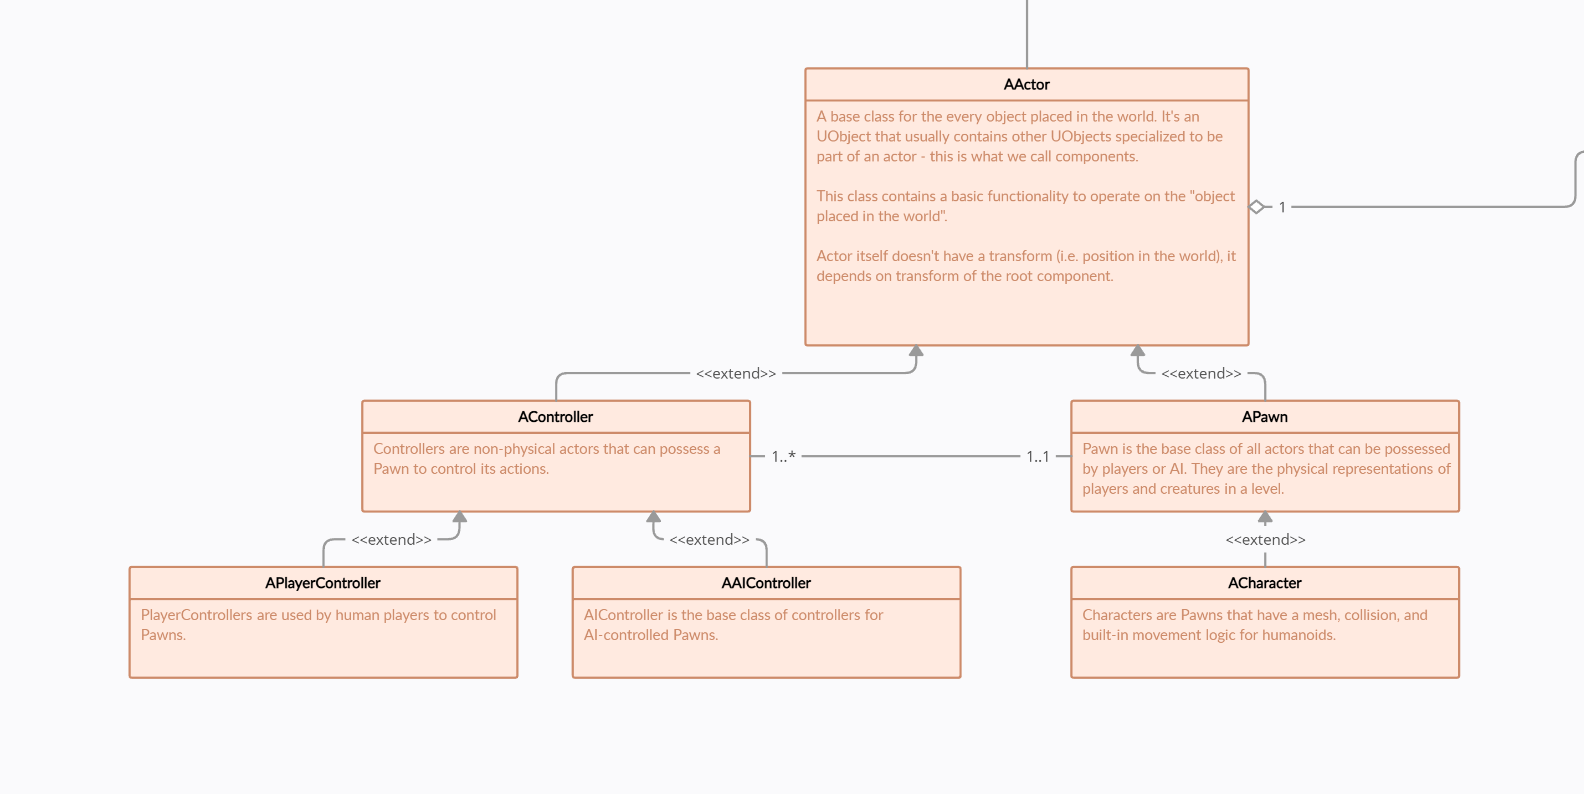 AActor
A base class for the every object placed in the world. It's an
UObject that usually contains other UObjects specialized to be
part of an actor - this is what we call components.
This class contains a basic functionality to operate on the "object
placed in the world".
Actor itself doesn't have a transform (i.e. position in the world), it
depends on transform of the root component.
1
<<extend>>
<<extend>>
AController
Controllers are non-physical actors that can possess a
Pawn to control its actions.
1..*
1..1
APawn
Pawn is the base class of all actors that can be possessed
by players or AI. They are the physical representations of
players and creatures in a level.
<<extend>>
<<extend>>
<<extend>>
APlayerController
PlayerControllers are used by human players to control
Pawns.
AAIController
AIController is the base class of controllers for
AI-controlled Pawns.
ACharacter
Characters are Pawns that have a mesh, collision, and
built-in movement logic for humanoids.